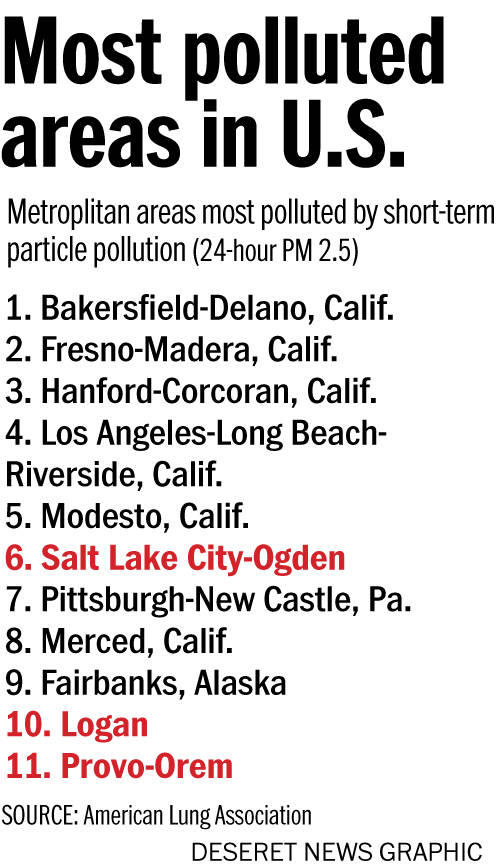 Most polluted
areas in U.S.
Metroplitan areas most polluted by short-term
particle pollution (24-hour PM 2.5)
1. Bakersfield-Delano, Calif.
2. Fresno-Madera, Calif.
3. Hanford-Corcoran, Calif.
4. Los Angeles-Long Beach-
Riverside, Calif.
5. Modesto, Calif.
6. Salt Lake City-Ogden
7. Pittsburgh-New Castle, Pa.
8. Merced, Calif.
9. Fairbanks, Alaska
10. Logan
11. Provo-Orem
SOURCE: American Lung Association
DESERET NEWS GRAPHIC